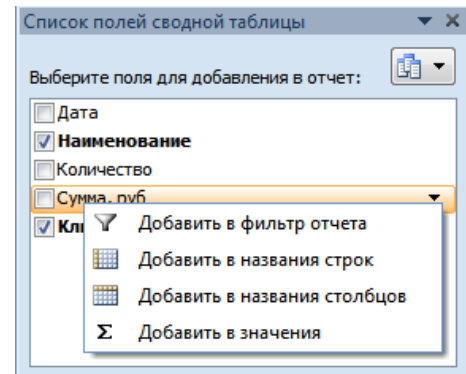 Список полей сводной таблицы
Выберите поля для добавления в отчет:
Дата
Наименование
Количество
Сумма, руб
Добавить в фильтр отчета
Добавить в названия строк
Добавить в названия столбцов
Σ Добавить в значения